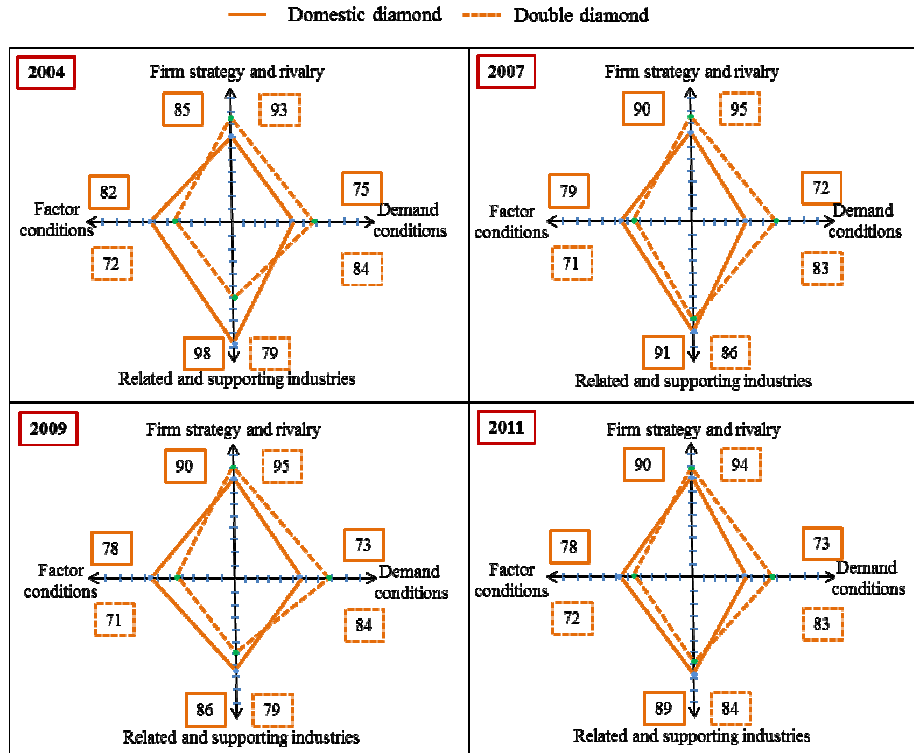 Domestic diamond Double diamond
2004
Firm strategy and rivalry
85 93
82 75
Factor conditions
Demand conditions
72 84
98 79
Related and supporting industries
2007
Firm strategy and rivalry
90 95
79 72
Factor conditions
Demand conditions
71 83
91 86
Related and supporting industries
2009
Firm strategy and rivalry
90 95
78 73
Factor conditions
Demand conditions
71 84
86 79
Related and supporting industries
2011
Firm strategy and rivalry
90 94
78 73
Factor conditions
Demand conditions
72 83
89 84
Related and supporting industries